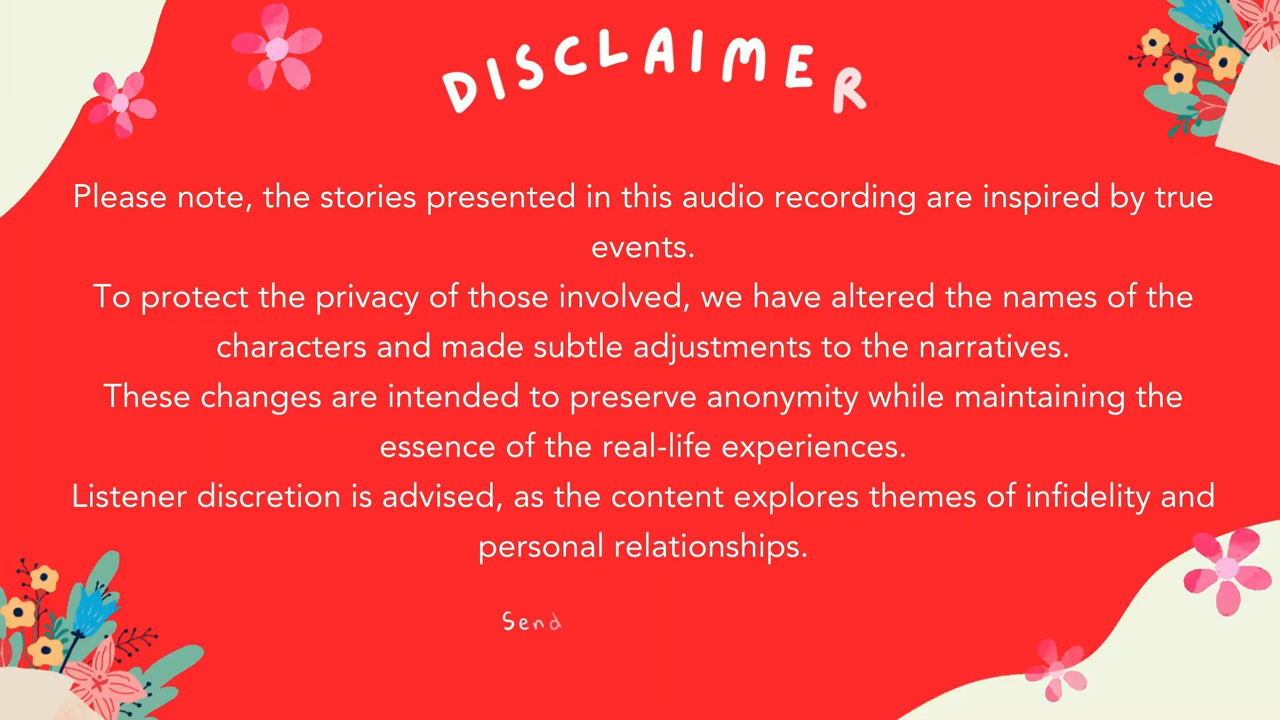 DISCLAIMER
Please note, the stories presented in this audio recording are inspired by true
events.
To protect the privacy of those involved, we have altered the names of the
characters and made subtle adjustments to the narratives.
These changes are intended to preserve anonymity while maintaining the
essence of the real-life experiences.
Listener discretion is advised, as the content explores themes of infidelity and
personal relationships.
Send